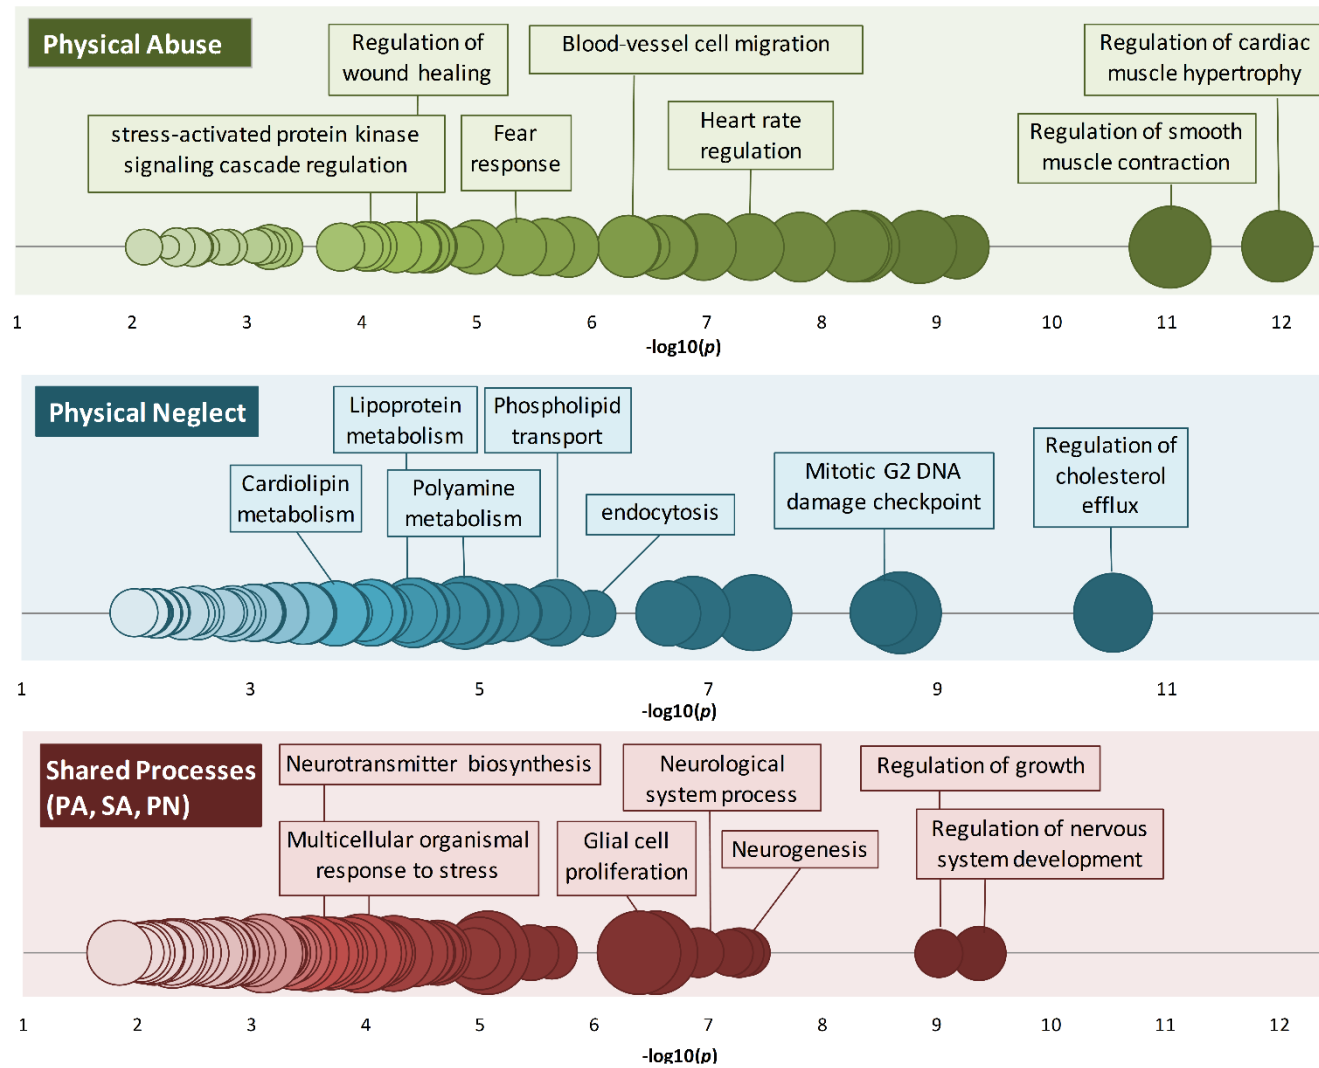 Physical Abuse
Regulation of
wound healing
Blood-vessel cell migration
Regulation of cardiac
muscle hypertrophy
stress-activated protein kinase
signaling cascade regulation
Fear
response
Heart rate
regulation
Regulation of smooth
muscle contraction
1 2 3 4 5 6 7 8 9 10 11 12
-log10(p)
Physical Neglect
Lipoprotein
metabolism
Phospholipid
transport
Cardiolipin
metabolism
Polyamine
metabolism
endocytosis
Mitotic G2 DNA
damage checkpoint
Regulation of
cholesterol
efflux
1 3 5 7 9 11
-log10(p)
Shared Processes
(PA, SA, PN)
Neurotransmitter biosynthesis
Neurological
system process
Regulation of growth
Multicellular organismal
response to stress
Glial cell
proliferation
Neurogenesis
Regulation of nervous
system development
1 2 3 4 5 6 7 8 9 10 11 12
-log10(p)